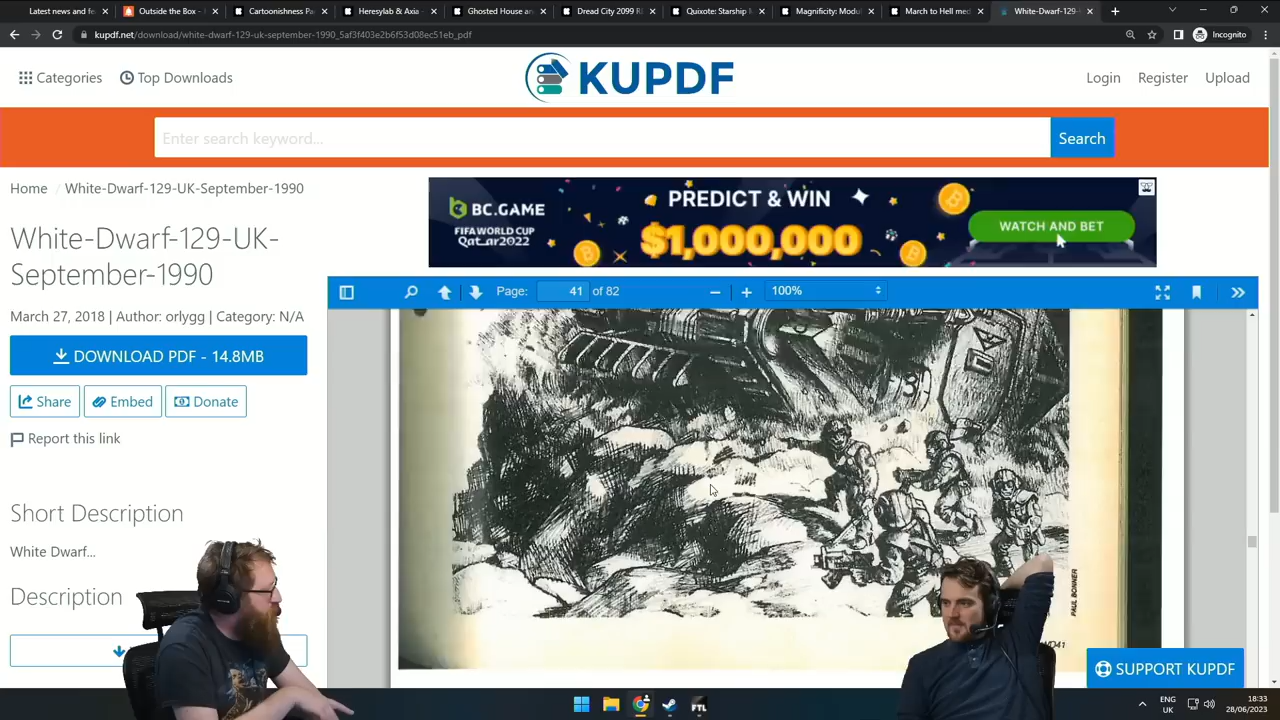 Latest news and fe
Outside the Box -
Cartoonishness Pa
Heresylab & Axia -
Ghosted House an
Dread City 2099 R
Quixote: Starship
Magnificity: Modu
March to Hell med
White-Dwarf-129-
kupdf.net/download/white-dwarf-129-uk-september-1990_5af3f403e2b6f53d08ec51eb_pdf
Incognito
Categories
Top Downloads
KUPDF
Login
Register
Upload
Enter search keyword...
Search
Home / White-Dwarf-129-UK-September-1990
BC.GAME
FIFA WORLD CUP
Qatar2022
PREDICT & WIN
$1,000,000
WATCH AND BET
White-Dwarf-129-UK-
September-1990
March 27, 2018 | Author: orlygg | Category: N/A
DOWNLOAD PDF - 14.8MB
Share
Embed
Donate
Report this link
Short Description
White Dwarf...
Description
Page: 41 of 82
100%
PAUL BONNER
SUPPORT KUPDF
FTL
ENG
UK
18:33
28/06/2023